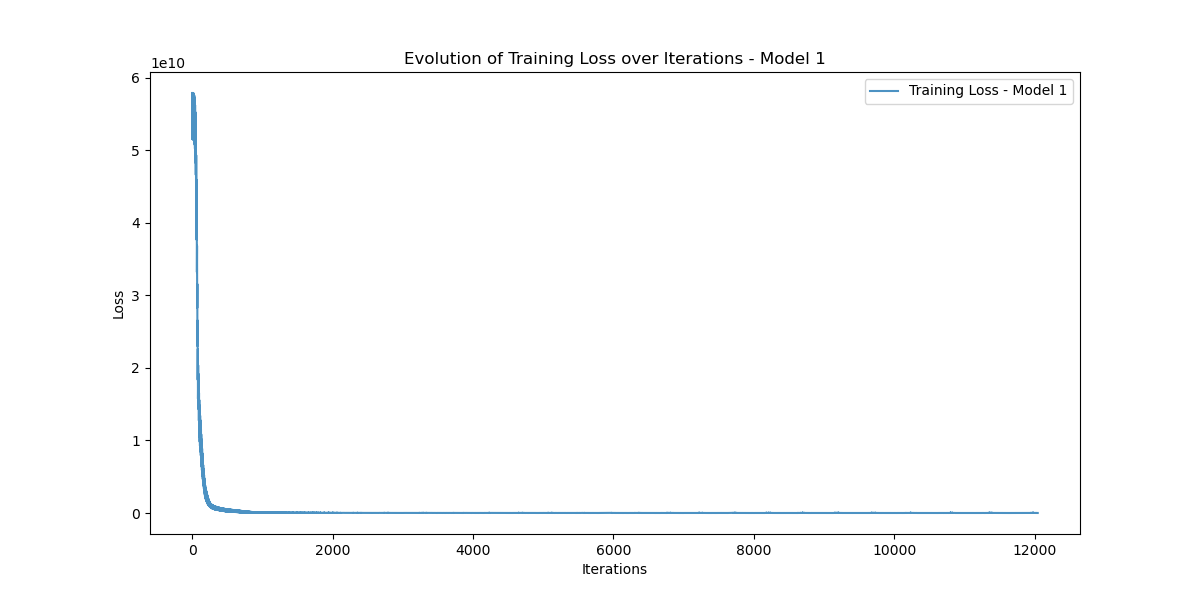 Evolution of Training Loss over Iterations - Model 1
1e10
Training Loss - Model 1
6
5
4
3
2
1
0
Loss
0 2000 4000 6000 8000 10000 12000
Iterations